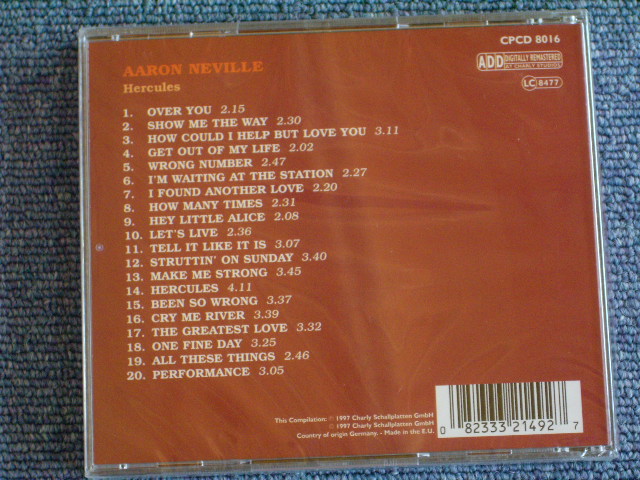 CPCD 8016
ADD DIGITALLY REMASTERED
BY CHARLY STUDIOS
LC 8477
AARON NEVILLE
Hercules
1. OVER YOU 2.15
2. SHOW ME THE WAY 2.30
3. HOW COULD I HELP BUT LOVE YOU 3.11
4. GET OUT OF MY LIFE 2.02
5. WRONG NUMBER 2.47
6. I'M WAITING AT THE STATION 2.27
7. I FOUND ANOTHER LOVE 2.20
8. HOW MANY TIMES 2.31
9. HEY LITTLE ALICE 2.08
10. LET'S LIVE 2.36
11. TELL IT LIKE IT IS 3.07
12. STRUTTIN' ON SUNDAY 3.40
13. MAKE ME STRONG 3.45
14. HERCULES 4.11
15. BEEN SO WRONG 3.37
16. CRY ME RIVER 3.39
17. THE GREATEST LOVE 3.32
18. ONE FINE DAY 3.25
19. ALL THESE THINGS 2.46
20. PERFORMANCE 3.05
This Compilation: ℗ 1997 Charly Schallplatten GmbH
© 1997 Charly Schallplatten GmbH
Country of origin Germany. - Made in the E.U.
0 82333 21492 7